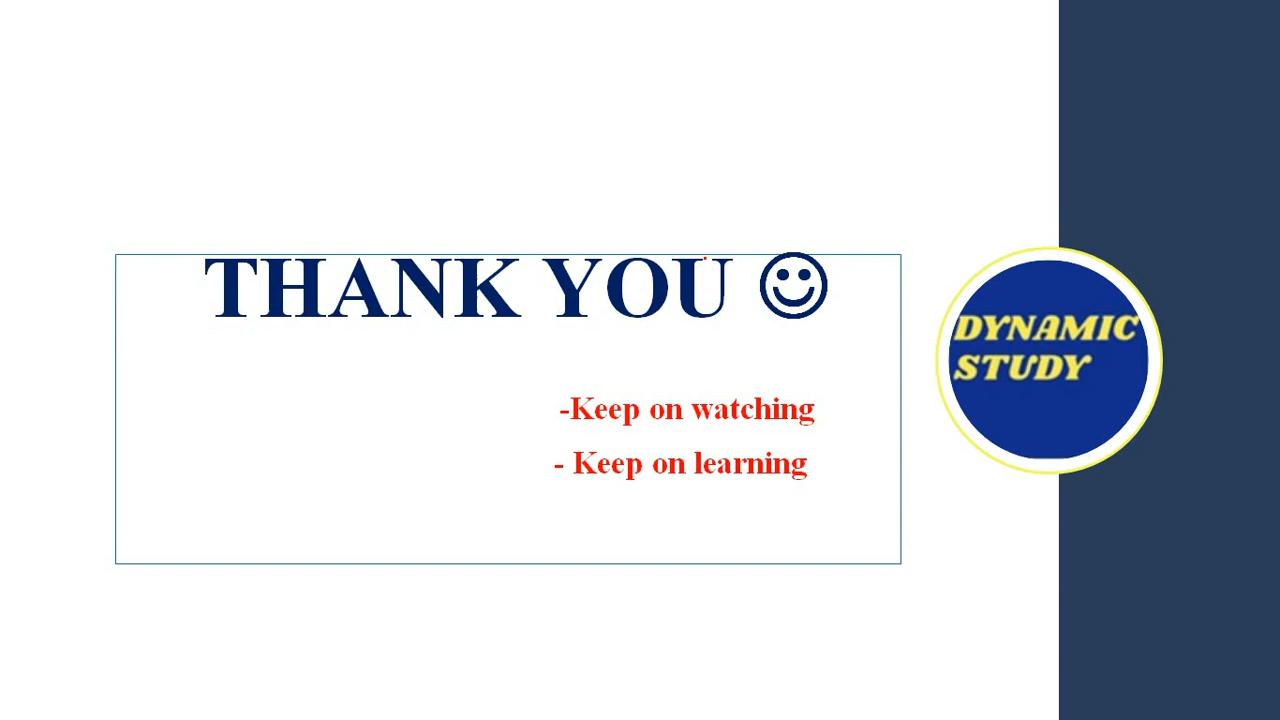 THANK YOU ☺
-Keep on watching
- Keep on learning
DYNAMIC
STUDY